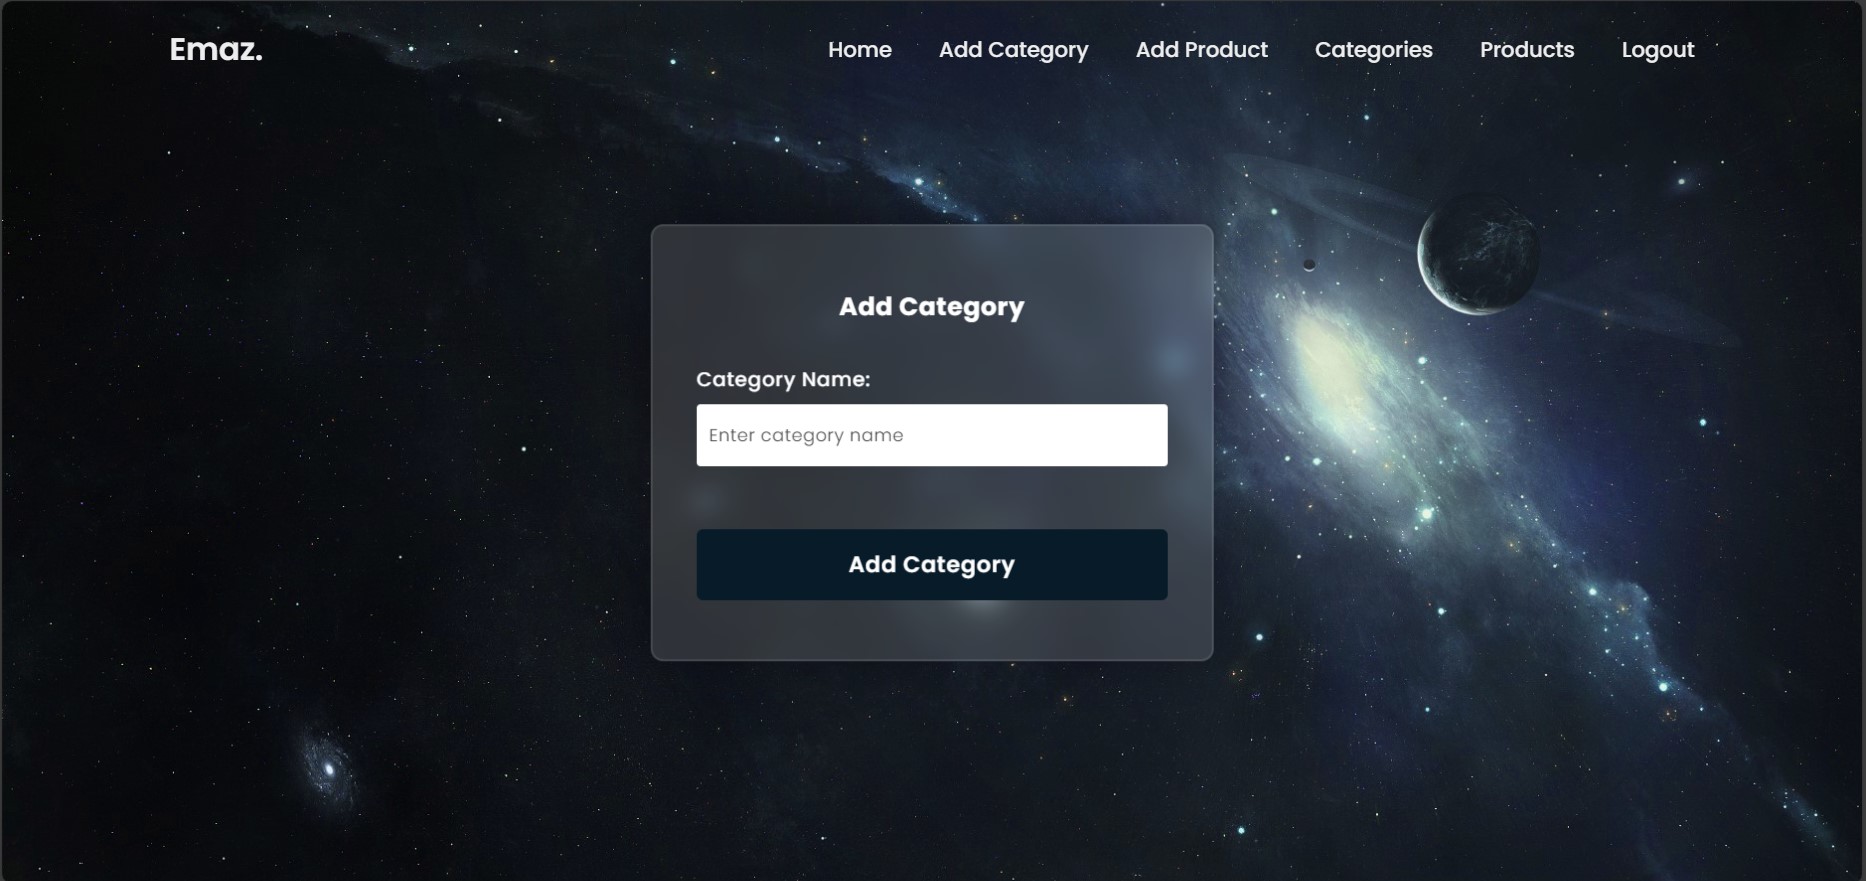 Emaz.
Home Add Category Add Product Categories Products Logout
Add Category
Category Name:
Enter category name
Add Category